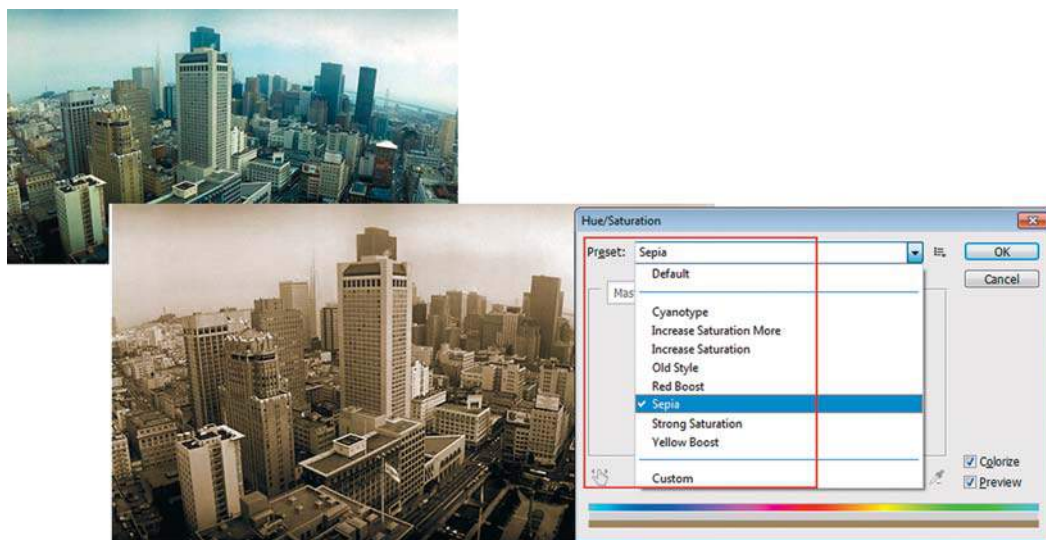 Hue/Saturation
Preset: Sepia
OK
Default
Cancel
Mas
Cyanotype
Increase Saturation More
Increase Saturation
Old Style
Red Boost
Sepia
Strong Saturation
Yellow Boost
Custom
Colorize
Preview